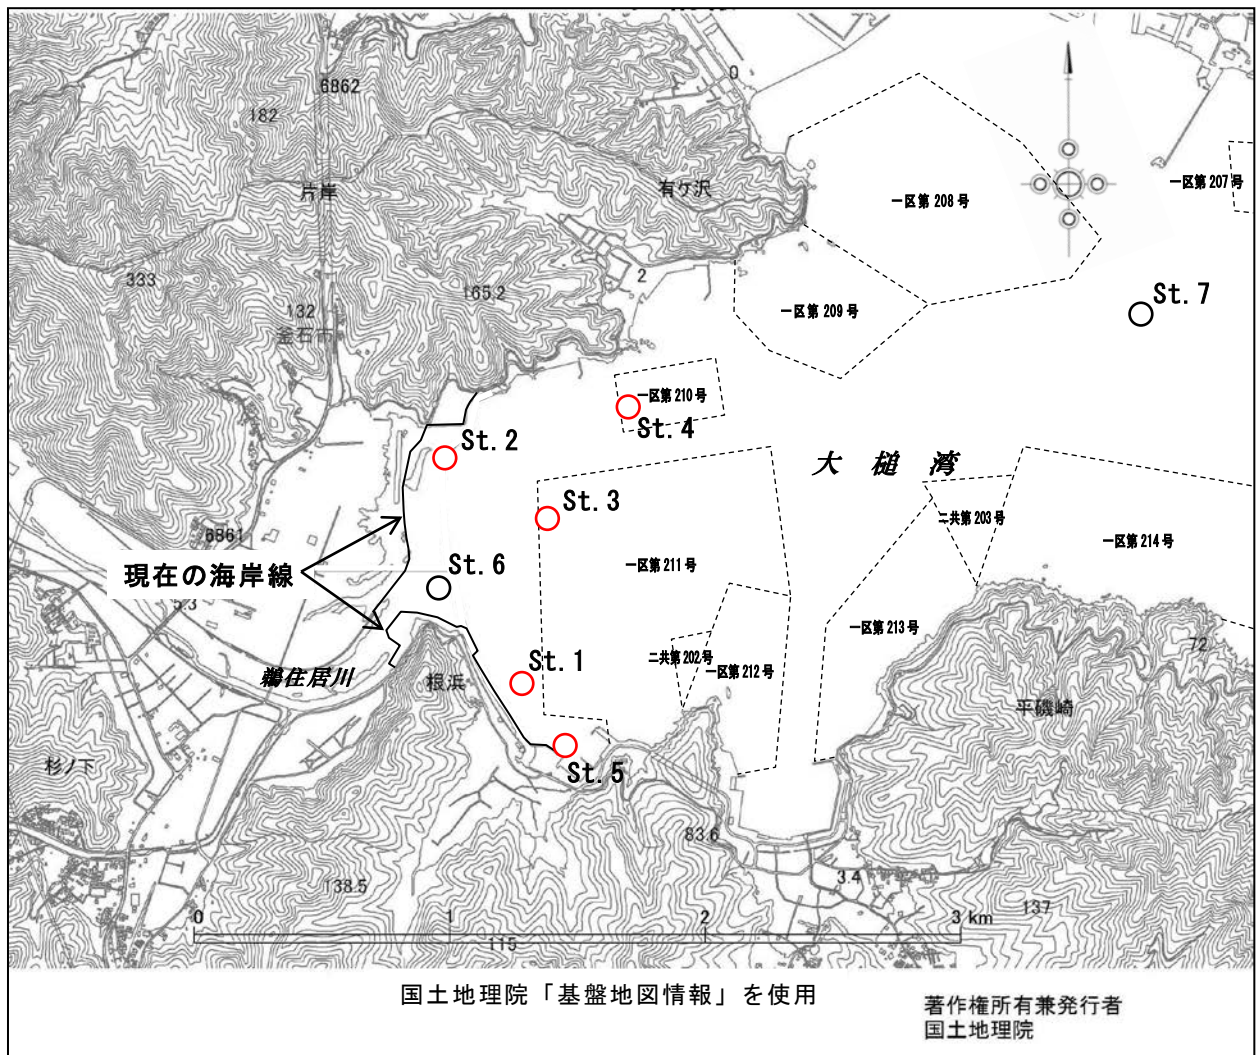 0
6862
182
片岸
有ケ沢
一区第 208 号
一区第 207 号
333
2
165.2
132
釜石市
一区第 209 号
St. 7
一区第 210 号
St. 4
St. 2
大槌湾
St. 3
二共第 203 号
6861
一区第 211 号
一区第 214 号
現在の海岸線
St. 6
5.3
一区第 213 号
72
二共第 202号
一区第 212 号
St. 1
鵜住居川
根浜
平磯崎
杉ノ下
St. 5
83.6
138.5
3.4
137
0 1 2 3 km
115
国土地理院「基盤地図情報」を使用
著作権所有兼発行者
国土地理院